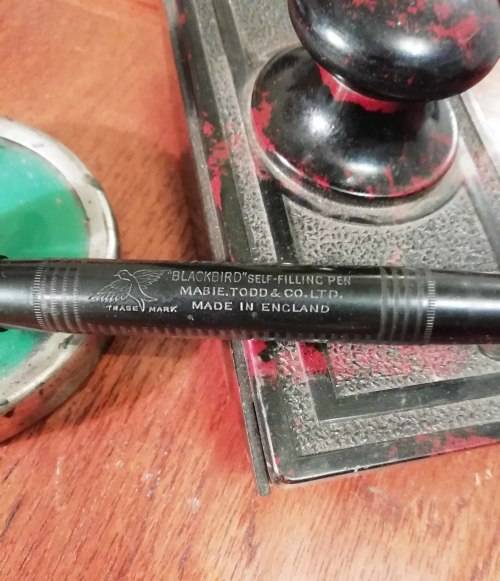 "BLACKBIRD" SELF-FILLING PEN
MABIE, TODD & CO. LTD.
MADE IN ENGLAND
TRADE MARK